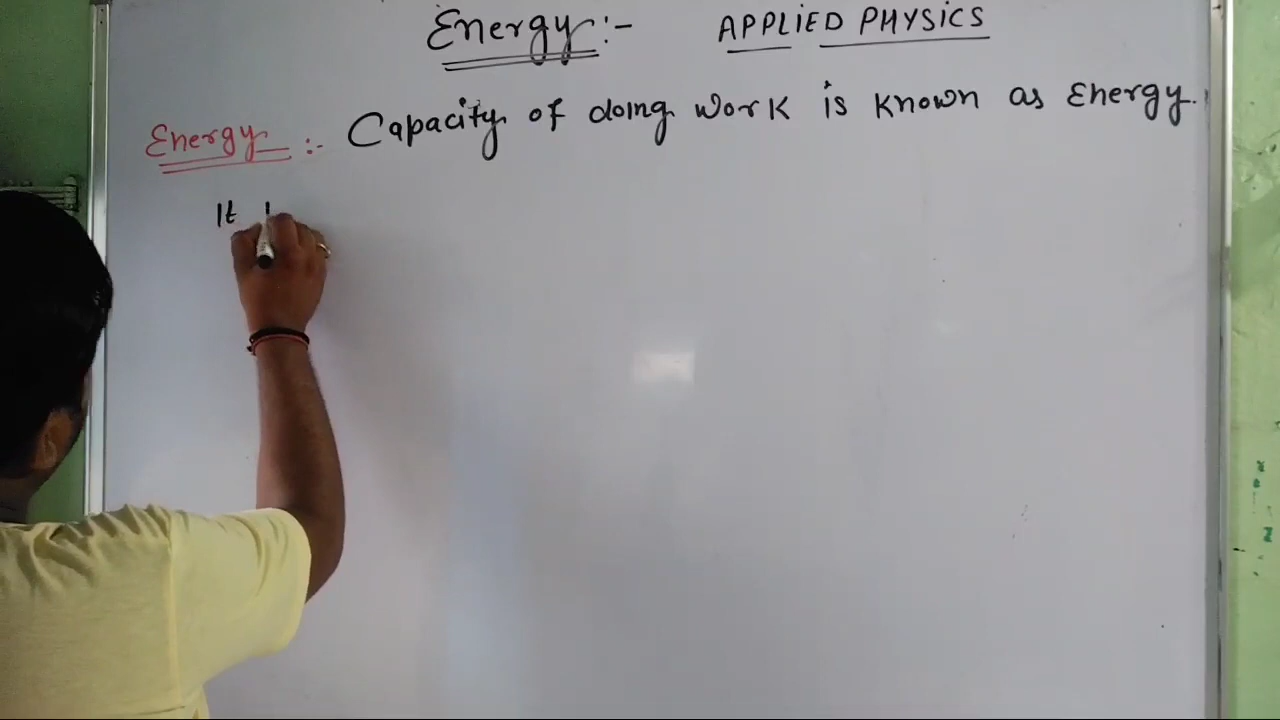 Energy :- APPLIED PHYSICS
Energy :- Capacity of doing work is known as Energy.
It